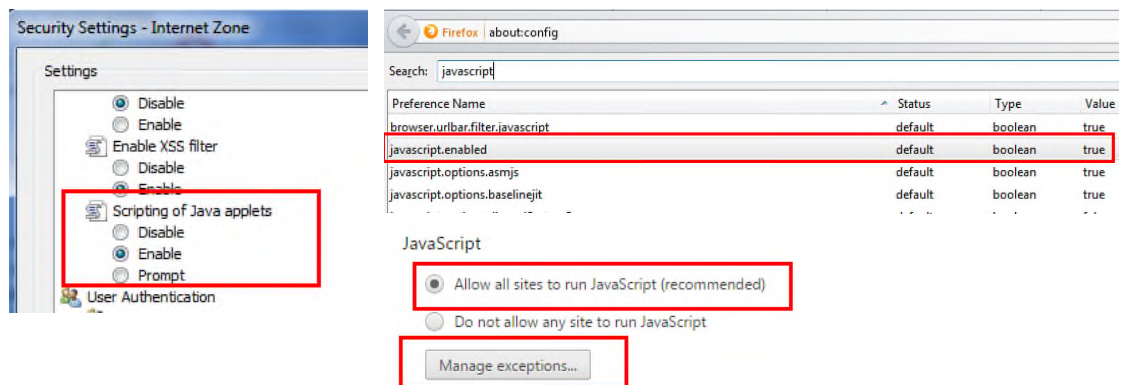 Security Settings - Internet Zone
Settings
Disable
Enable
Enable XSS filter
Disable
Enable
Scripting of Java applets
Disable
Enable
Prompt
User Authentication
Firefox about:config
Search: javascript
Preference Name Status Type Value
browser.urlbar.filter.javascript default boolean true
javascript.enabled default boolean true
javascript.options.asmjs default boolean true
javascript.options.baselinejit default boolean true
JavaScript
Allow all sites to run JavaScript (recommended)
Do not allow any site to run JavaScript
Manage exceptions...